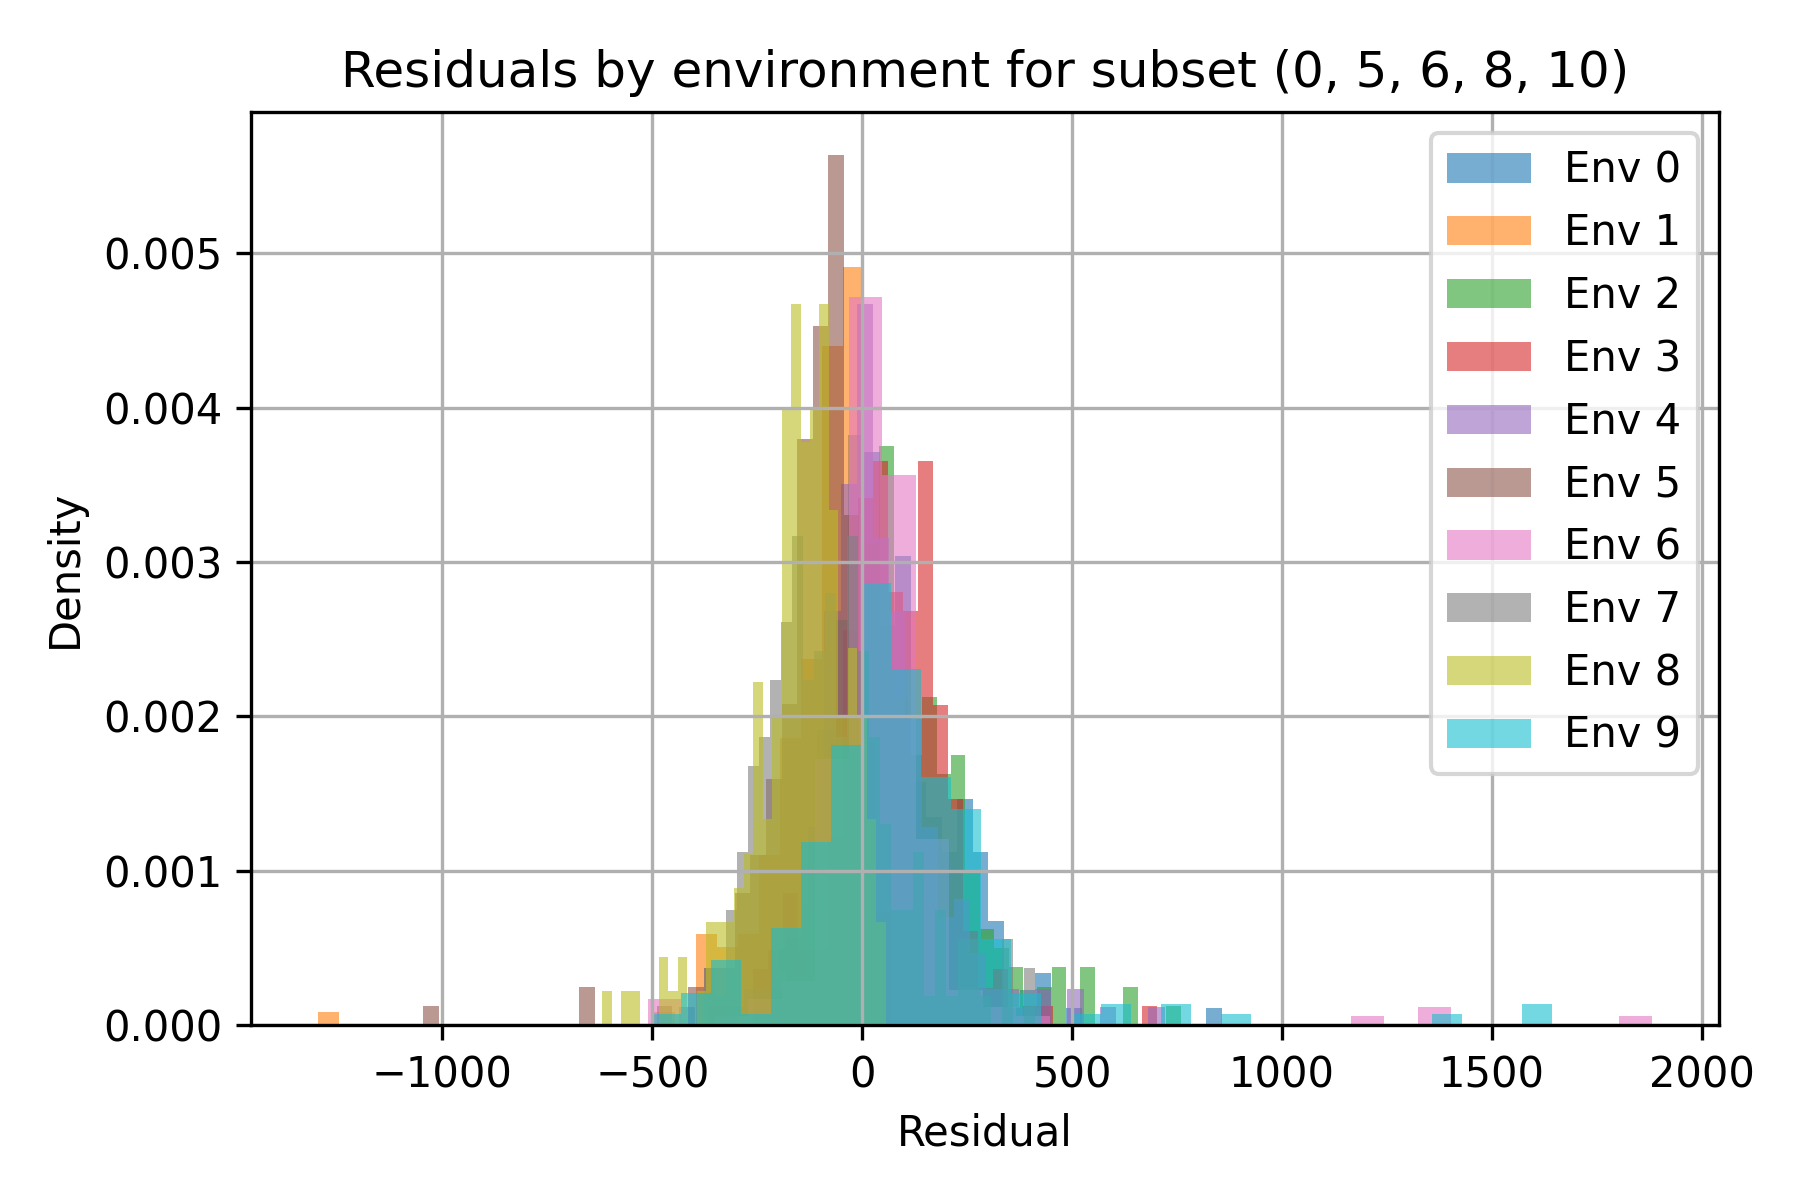 Residuals by environment for subset (0, 5, 6, 8, 10)
Density
0.005
0.004
0.003
0.002
0.001
0.000
−1000
−500
0
500
1000
1500
2000
Residual
Env 0
Env 1
Env 2
Env 3
Env 4
Env 5
Env 6
Env 7
Env 8
Env 9